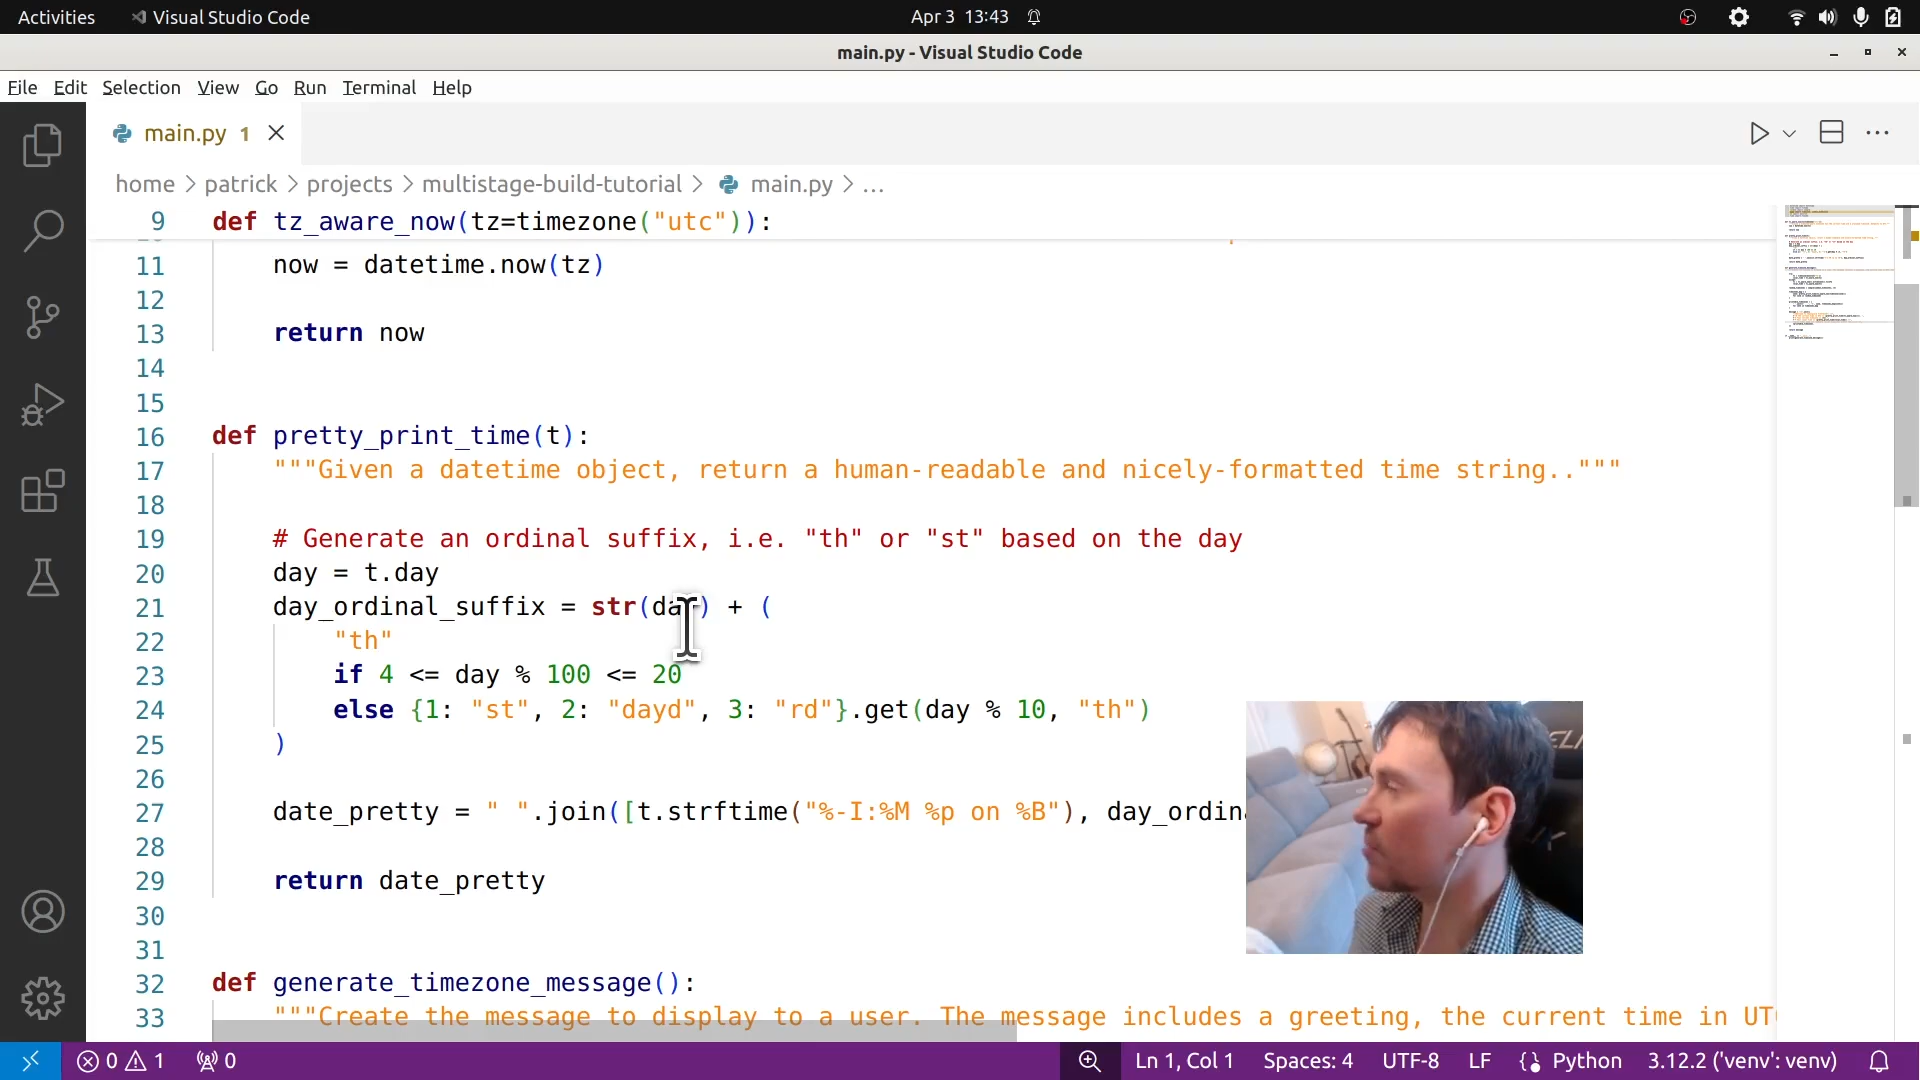 Activities Visual Studio Code Apr 3 13:43
main.py - Visual Studio Code
File Edit Selection View Go Run Terminal Help
main.py 1
home > patrick > projects > multistage-build-tutorial > main.py > ...
9 def tz_aware_now(tz=timezone("utc")):
11 now = datetime.now(tz)
12
13 return now
14
15
16 def pretty_print_time(t):
17 """Given a datetime object, return a human-readable and nicely-formatted time string.."""
18
19 # Generate an ordinal suffix, i.e. "th" or "st" based on the day
20 day = t.day
21 day_ordinal_suffix = str(day) + (
22 "th"
23 if 4 <= day % 100 <= 20
24 else {1: "st", 2: "dayd", 3: "rd"}.get(day % 10, "th")
25 )
26
27 date_pretty = " ".join([t.strftime("%-I:%M %p on %B"), day_ordina
28
29 return date_pretty
30
31
32 def generate_timezone_message():
33 """Create the message to display to a user. The message includes a greeting, the current time in UT
0 1 0 Ln 1, Col 1 Spaces: 4 UTF-8 LF Python 3.12.2 ('venv': venv)